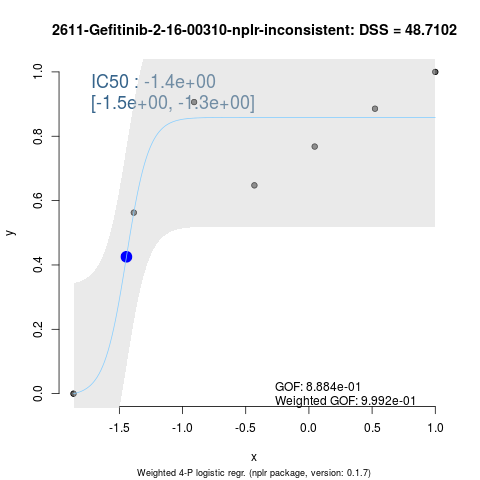 2611-Gefitinib-2-16-00310-nplr-inconsistent: DSS = 48.7102
IC50 : -1.4e+00
[-1.5e+00, -1.3e+00]
1.0
0.8
0.6
0.4
0.2
0.0
y
GOF: 8.884e-01
Weighted GOF: 9.992e-01
-1.5 -1.0 -0.5 0.0 0.5 1.0
x
Weighted 4-P logistic regr. (nplr package, version: 0.1.7)